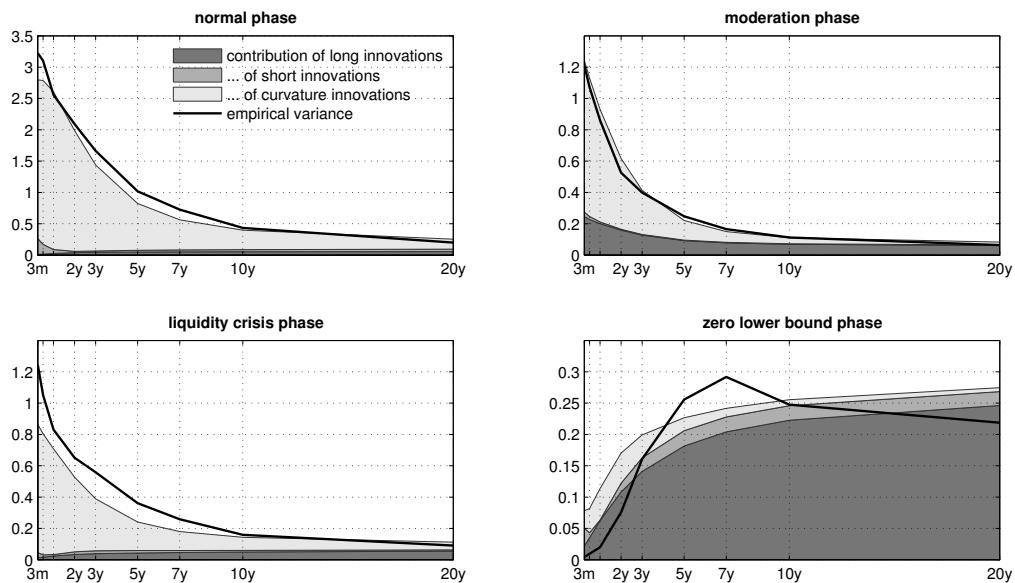 normal phase
3.5
3
2.5
2
1.5
1
0.5
0
3m 2y 3y 5y 7y 10y 20y
contribution of long innovations
... of short innovations
... of curvature innovations
empirical variance
moderation phase
1.2
1
0.8
0.6
0.4
0.2
0
3m 2y 3y 5y 7y 10y 20y
liquidity crisis phase
1.2
1
0.8
0.6
0.4
0.2
0
3m 2y 3y 5y 7y 10y 20y
zero lower bound phase
0.3
0.25
0.2
0.15
0.1
0.05
0
3m 2y 3y 5y 7y 10y 20y